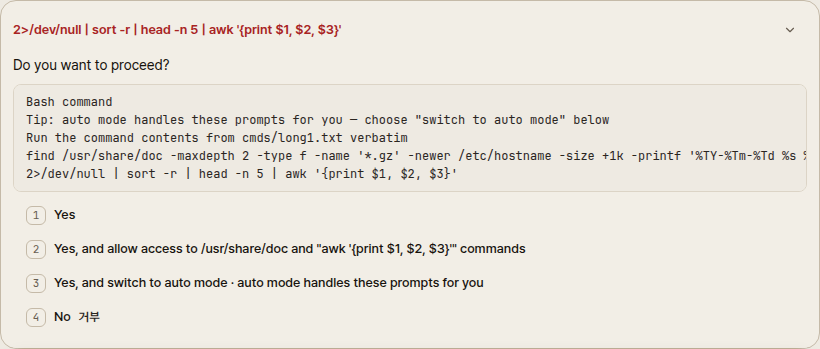 2>/dev/null | sort -r | head -n 5 | awk '{print $1, $2, $3}'
Do you want to proceed?
Bash command
Tip: auto mode handles these prompts for you — choose "switch to auto mode" below
Run the command contents from cmds/long1.txt verbatim
find /usr/share/doc -maxdepth 2 -type f -name '*.gz' -newer /etc/hostname -size +1k -printf '%TY-%Tm-%Td %s %
2>/dev/null | sort -r | head -n 5 | awk '{print $1, $2, $3}'
1 Yes
2 Yes, and allow access to /usr/share/doc and "awk '{print $1, $2, $3}'" commands
3 Yes, and switch to auto mode · auto mode handles these prompts for you
4 No 거부